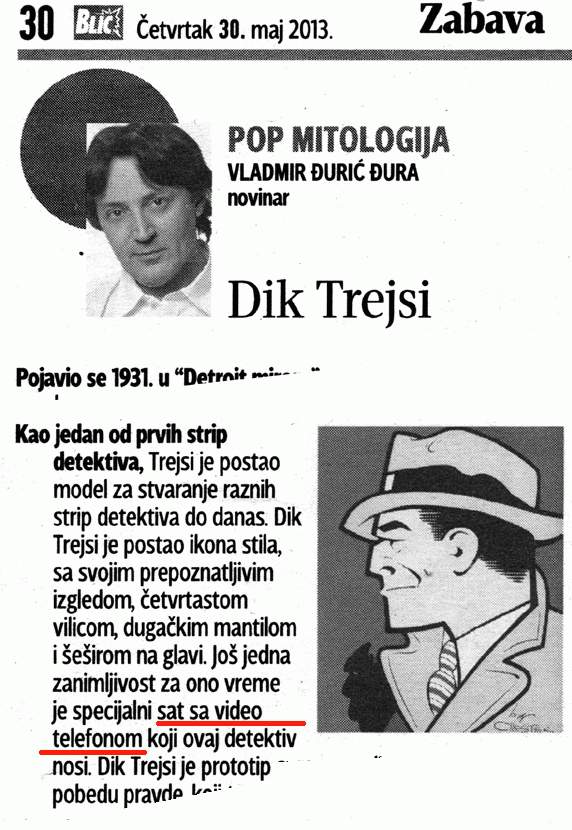 30 Blic Četvrtak 30. maj 2013. Zabava
POP MITOLOGIJA
VLADMIR ĐURIĆ ĐURA
novinar
Dik Trejsi
Pojavio se 1931. u “Detroit
Kao jedan od prvih strip
detektiva, Trejsi je postao
model za stvaranje raznih
strip detektiva do danas. Dik
Trejsi je postao ikona stila,
sa svojim prepoznatljivim
izgledom, četvrtastom
vilicom, dugačkim mantilom
i šeširom na glavi. Još jedna
zanimljivost za ono vreme
je specijalni sat sa video
telefonom koji ovaj detektiv
nosi. Dik Trejsi je prototip
pobedu pravde,